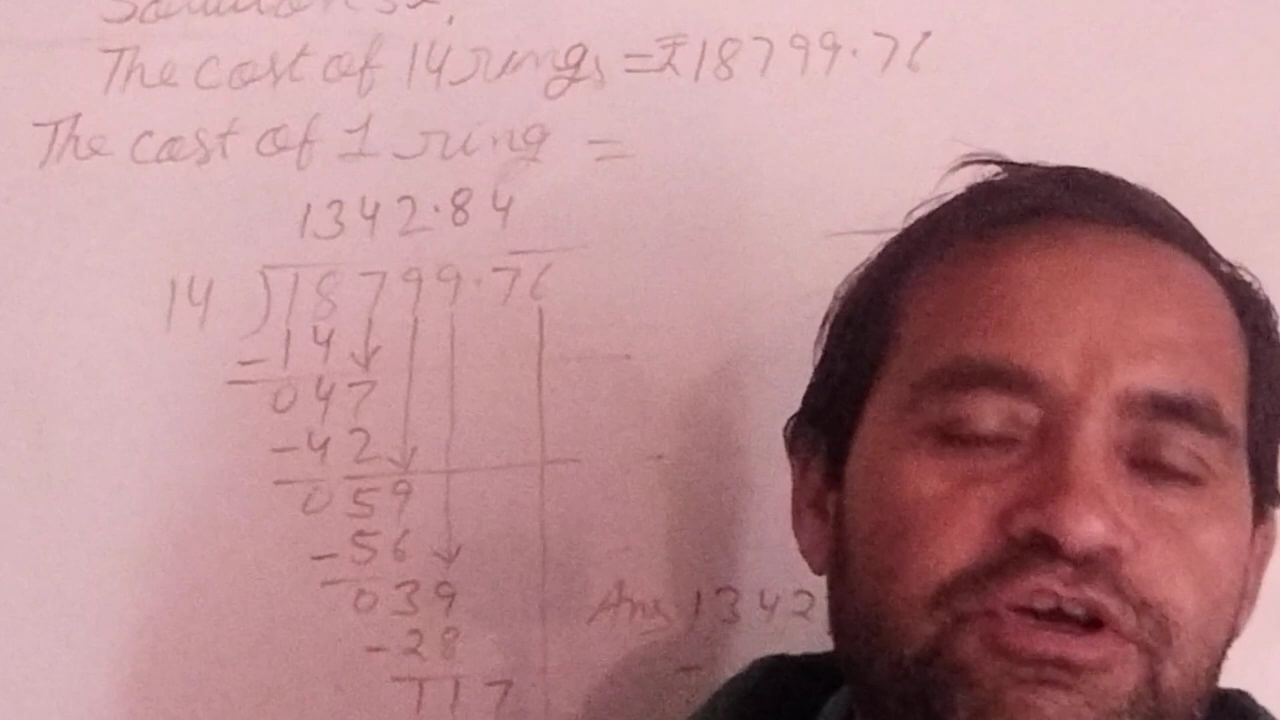 The cost of 14 rings = ₹18799.76
The cost of 1 ring =
1342.84
14 ) 18799.76
-14
047
-42
059
-56
039
-28
117
Ans 1342